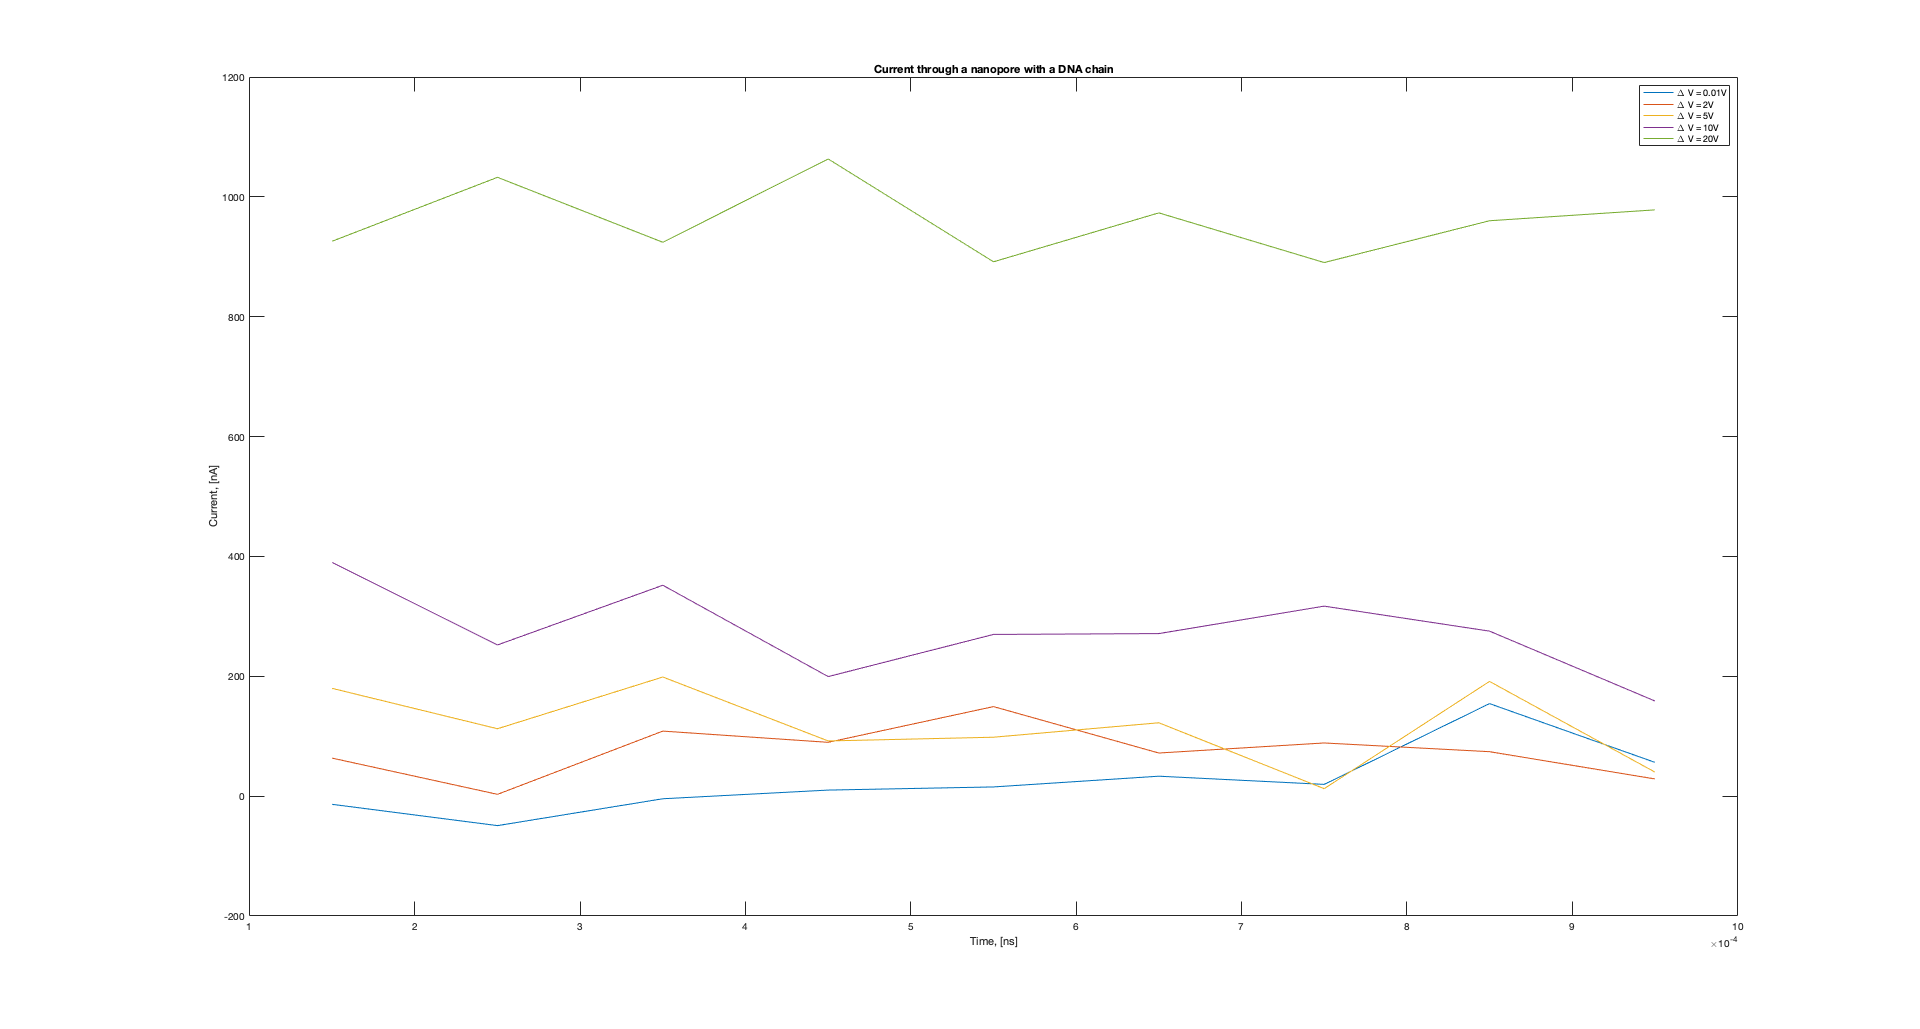 Current through a nanopore with a DNA chain
Δ V = 0.01V
Δ V = 2V
Δ V = 5V
Δ V = 10V
Δ V = 20V
1200
1000
800
600
400
200
0
-200
Current, [nA]
1 2 3 4 5 6 7 8 9 10
Time, [ns]
×10⁻⁴